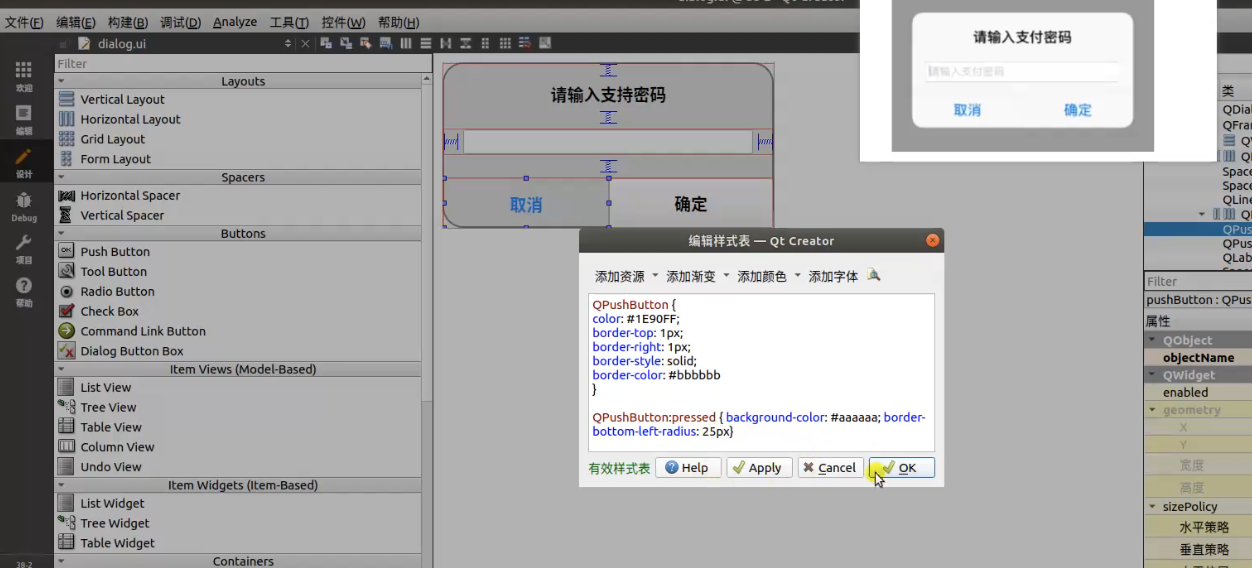 文件(F) 编辑(E) 构建(B) 调试(D) Analyze 工具(T) 控件(W) 帮助(H)
dialog.ui
欢迎
编辑
设计
Debug
项目
帮助
38-2
Filter
Layouts
Vertical Layout
Horizontal Layout
Grid Layout
Form Layout
Spacers
Horizontal Spacer
Vertical Spacer
Buttons
Push Button
Tool Button
Radio Button
Check Box
Command Link Button
Dialog Button Box
Item Views (Model-Based)
List View
Tree View
Table View
Column View
Undo View
Item Widgets (Item-Based)
List Widget
Tree Widget
Table Widget
Containers
请输入支持密码
取消 确定
编辑样式表 — Qt Creator
添加资源 添加渐变 添加颜色 添加字体
QPushButton {
color: #1E90FF;
border-top: 1px;
border-right: 1px;
border-style: solid;
border-color: #bbbbbb
}
QPushButton:pressed { background-color: #aaaaaa; border-
bottom-left-radius: 25px}
有效样式表 Help Apply Cancel OK
请输入支付密码
请输入支付密码
取消 确定
类
QDial
QFra
Space
Space
QLine
QPus
QPus
QLab
Filter
pushButton : QPus
属性
QObject
objectName
QWidget
enabled
geometry
X
Y
宽度
高度
sizePolicy
水平策略
垂直策略